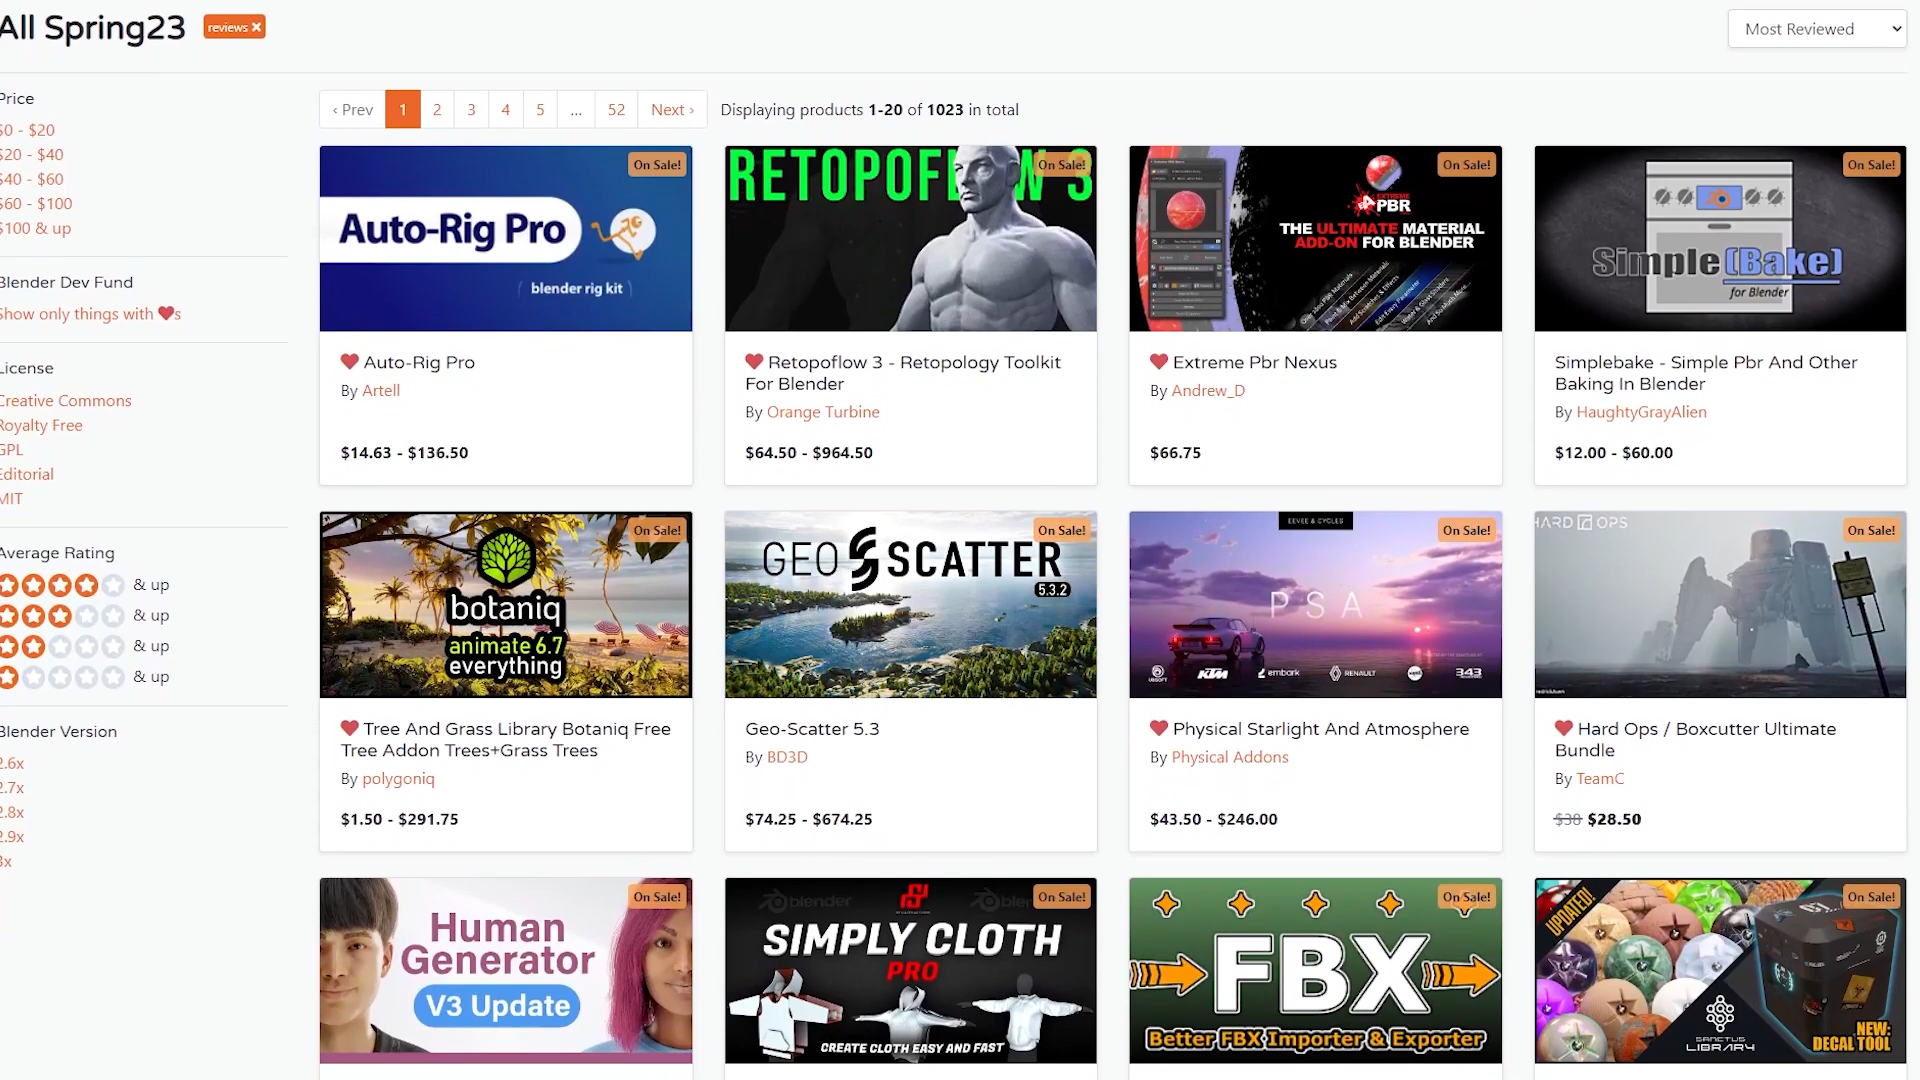 All Spring23
reviews ×
Most Reviewed
Price
$0 - $20
$20 - $40
$40 - $60
$60 - $100
$100 & up
Blender Dev Fund
Show only things with ❤s
License
Creative Commons
Royalty Free
GPL
Editorial
MIT
Average Rating
& up
& up
& up
& up
Blender Version
2.6x
2.7x
2.8x
2.9x
3x
‹ Prev 1 2 3 4 5 ... 52 Next ›
Displaying products 1-20 of 1023 in total
On Sale!
Auto-Rig Pro
blender rig kit
Auto-Rig Pro
By Artell
$14.63 - $136.50
On Sale!
RETOPOFLOW 3
Retopoflow 3 - Retopology Toolkit
For Blender
By Orange Turbine
$64.50 - $964.50
On Sale!
EXTREME
PBR
THE ULTIMATE MATERIAL
ADD-ON FOR BLENDER
Extreme Pbr Nexus
By Andrew_D
$66.75
On Sale!
Simple[Bake]
for Blender
Simplebake - Simple Pbr And Other
Baking In Blender
By HaughtyGrayAlien
$12.00 - $60.00
On Sale!
botaniq
animate 6.7
everything
Tree And Grass Library Botaniq Free
Tree Addon Trees+Grass Trees
By polygoniq
$1.50 - $291.75
On Sale!
GEO SCATTER
5.3.2
Geo-Scatter 5.3
By BD3D
$74.25 - $674.25
EEVEE & CYCLES
On Sale!
PSA
UBISOFT KTM embark RENAULT 343
Physical Starlight And Atmosphere
By Physical Addons
$43.50 - $246.00
HARD OPS
On Sale!
Hard Ops / Boxcutter Ultimate
Bundle
By TeamC
$38 $28.50
On Sale!
Human
Generator
V3 Update
blender
On Sale!
SIMPLY CLOTH
PRO
CREATE CLOTH EASY AND FAST
On Sale!
FBX
Better FBX Importer & Exporter
UPDATED!
On Sale!
SANCTUS
LIBRARY
NEW:
DECAL TOOL